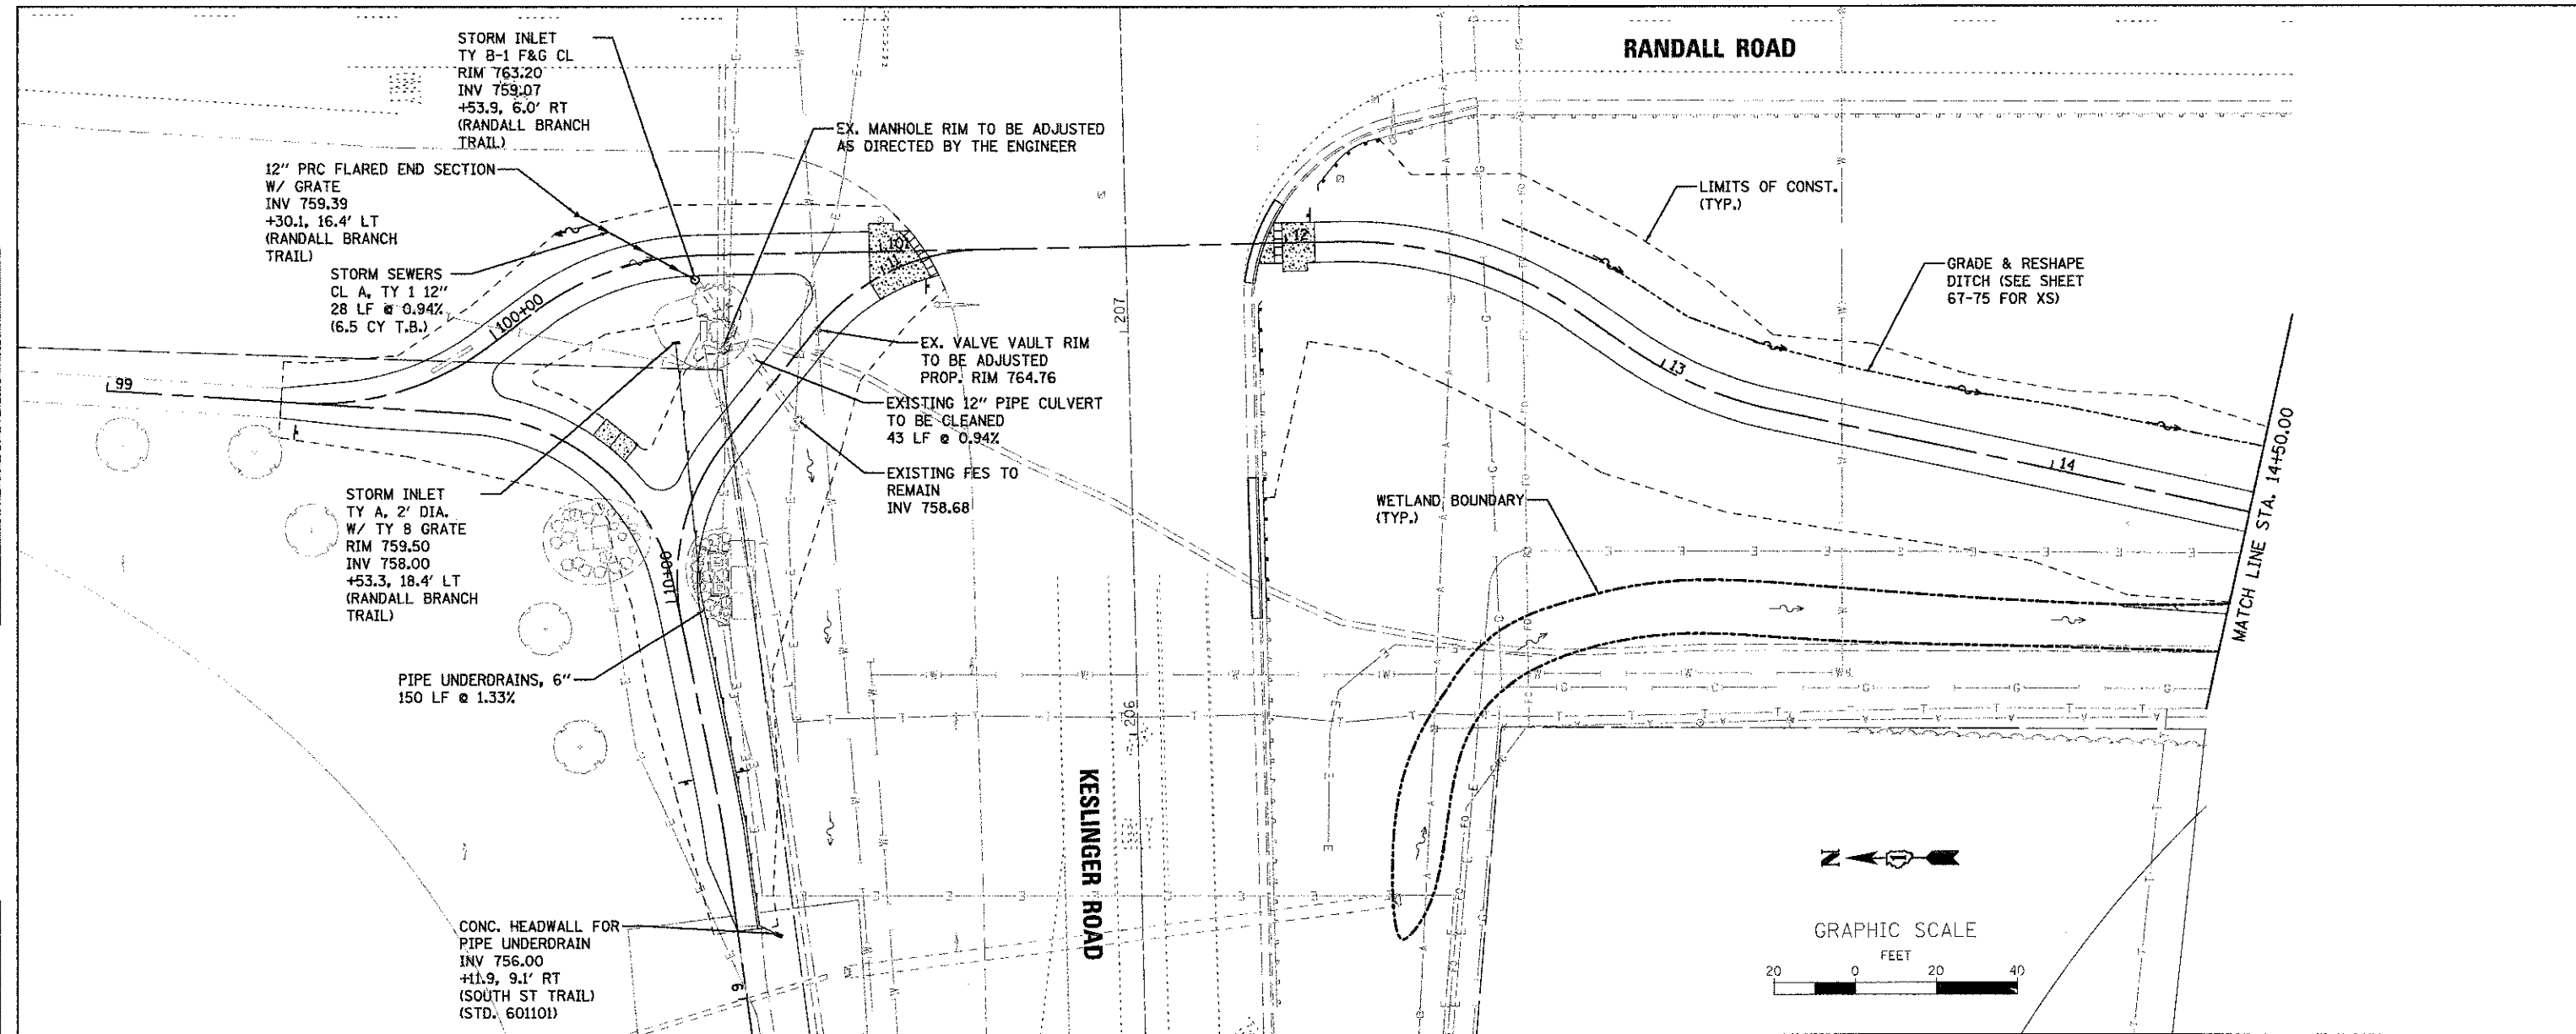 RANDALL ROAD
STORM INLET
TY B-1 F&G CL
RIM 763.20
INV 759.07
+53.9, 6.0' RT
(RANDALL BRANCH
TRAIL)
EX. MANHOLE RIM TO BE ADJUSTED
AS DIRECTED BY THE ENGINEER
12" PRC FLARED END SECTION
W/ GRATE
INV 759.39
+30.1, 16.4' LT
(RANDALL BRANCH
TRAIL)
STORM SEWERS
CL A, TY 1 12"
28 LF @ 0.94%
(6.5 CY T.B.)
LIMITS OF CONST.
(TYP.)
GRADE & RESHAPE
DITCH (SEE SHEET
67-75 FOR XS)
EX. VALVE VAULT RIM
TO BE ADJUSTED
PROP. RIM 764.76
EXISTING 12" PIPE CULVERT
TO BE CLEANED
43 LF @ 0.94%
EXISTING FES TO
REMAIN
INV 758.68
STORM INLET
TY A, 2' DIA.
W/ TY 8 GRATE
RIM 759.50
INV 758.00
+53.3, 18.4' LT
(RANDALL BRANCH
TRAIL)
WETLAND BOUNDARY
(TYP.)
PIPE UNDERDRAINS, 6"
150 LF @ 1.33%
CONC. HEADWALL FOR
PIPE UNDERDRAIN
INV 756.00
+11.9, 9.1' RT
(SOUTH ST TRAIL)
(STD. 601101)
99
100+00
101
11
12
13
14
10+00
9
207
206
KESLINGER ROAD
MATCH LINE STA. 14+50.00
N
GRAPHIC SCALE
FEET
20 0 20 40